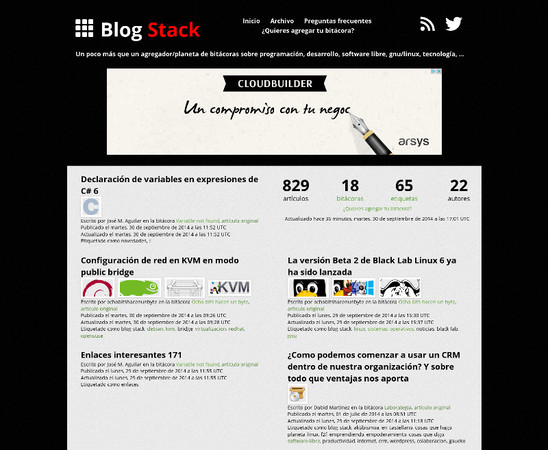 Blog Stack
Inicio Archivo Preguntas frecuentes
¿Quieres agregar tu bitácora?
Un poco más que un agregador/planeta de bitácoras sobre programación, desarrollo, software libre, gnu/linux, tecnología, ...
CLOUDBUILDER
Un compromiso con tu negoc
arsys
Declaración de variables en expresiones de
C# 6
Escrito por José M. Aguilar en la bitácora Variable not found, artículo original
Publicado el martes, 30 de septiembre de 2014 a las 11:52 UTC
Actualizado el martes, 30 de septiembre de 2014 a las 11:52 UTC
Etiquetado como novedades,
829 18 65 22
artículos bitácoras etiquetas autores
¿Quieres agregar tu bitácora?
Actualizado hace 35 minutos, martes, 30 de septiembre de 2014 a las 17:01 UTC
Configuración de red en KVM en modo
public bridge
debian
KVM
Escrito por ochobitshacenunbyte en la bitácora Ocho bits hacen un byte,
artículo original
Publicado el martes, 30 de septiembre de 2014 a las 09:28 UTC
Actualizado el martes, 30 de septiembre de 2014 a las 09:28 UTC
Etiquetado como blog stack, debian, kvm, bridge, virtualizacion, redhat,
opensuse
La versión Beta 2 de Black Lab Linux 6 ya
ha sido lanzada
Escrito por ochobitshacenunbyte en la bitácora Ocho bits hacen un byte,
artículo original
Publicado el lunes, 29 de septiembre de 2014 a las 15:37 UTC
Actualizado el lunes, 29 de septiembre de 2014 a las 15:37 UTC
Etiquetado como blog stack, linux, sistemas, operativos, noticias, black lab,
Enlaces interesantes 171
Escrito por José M. Aguilar en la bitácora Variable not found, artículo original
Publicado el lunes, 29 de septiembre de 2014 a las 11:55 UTC
Actualizado el lunes, 29 de septiembre de 2014 a las 11:55 UTC
Etiquetado como enlaces
¿Como podemos comenzar a usar un CRM
dentro de nuestra organización? Y sobre
todo que ventajas nos aporta
Escrito por Dabid Martinez en la bitácora Laborategia, artículo original
Publicado el martes, 01 de julio de 2014 a las 08:51 UTC
Actualizado el lunes, 29 de septiembre de 2014 a las 11:18 UTC
Etiquetado como blog stack, en castellano, cosas que hago
planeta linux, emprendiendo empoderamiento cosas que digo
software-libre, productividad, internet, crm, wordpress, colaboracion, gaudio